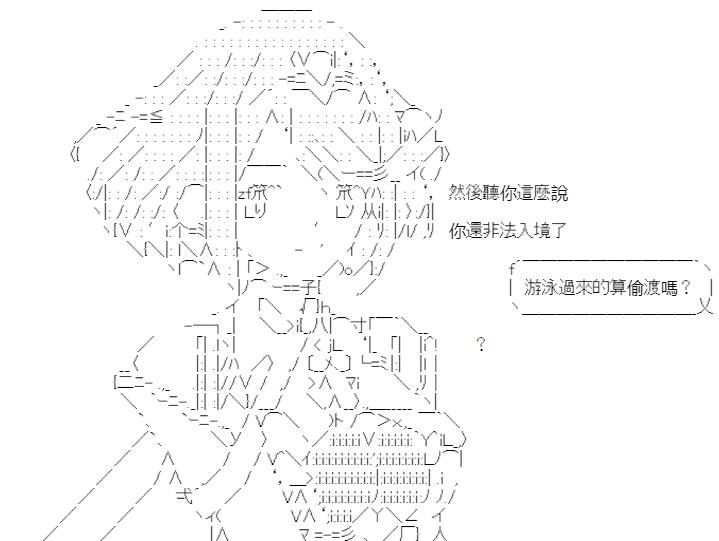 然後聽你這麼說
你還非法入境了
游泳過來的算偷渡嗎？
？